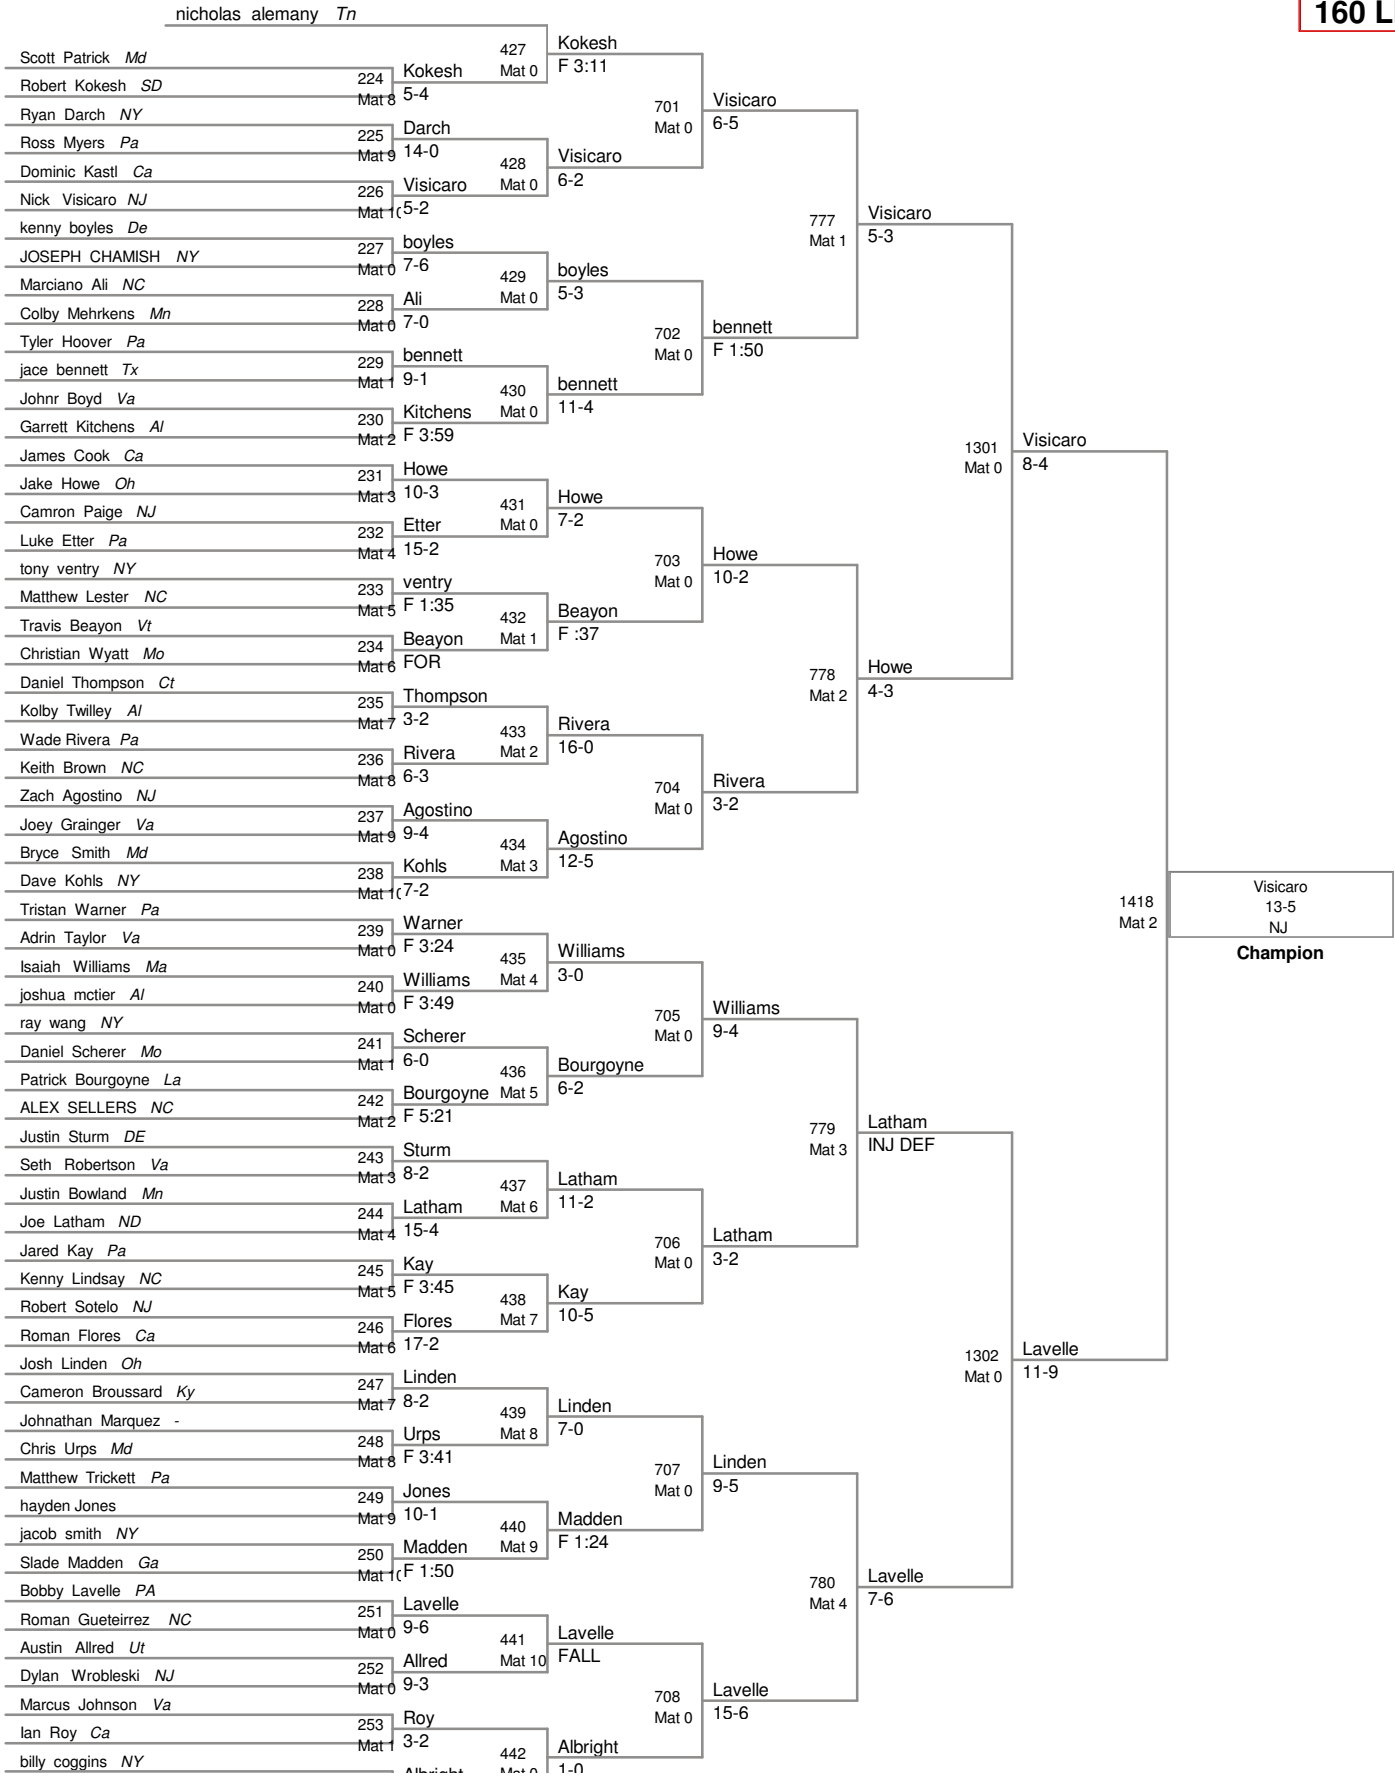 nicholas alemany Tn
160 L
Scott Patrick Md
Robert Kokesh SD
Ryan Darch NY
Ross Myers Pa
Dominic Kastl Ca
Nick Visicaro NJ
kenny boyles De
JOSEPH CHAMISH NY
Marciano Ali NC
Colby Mehrkens Mn
Tyler Hoover Pa
jace bennett Tx
Johnr Boyd Va
Garrett Kitchens Al
James Cook Ca
Jake Howe Oh
Camron Paige NJ
Luke Etter Pa
tony ventry NY
Matthew Lester NC
Travis Beayon Vt
Christian Wyatt Mo
Daniel Thompson Ct
Kolby Twilley Al
Wade Rivera Pa
Keith Brown NC
Zach Agostino NJ
Joey Grainger Va
Bryce Smith Md
Dave Kohls NY
Tristan Warner Pa
Adrin Taylor Va
Isaiah Williams Ma
joshua mctier Al
ray wang NY
Daniel Scherer Mo
Patrick Bourgoyne La
ALEX SELLERS NC
Justin Sturm DE
Seth Robertson Va
Justin Bowland Mn
Joe Latham ND
Jared Kay Pa
Kenny Lindsay NC
Robert Sotelo NJ
Roman Flores Ca
Josh Linden Oh
Cameron Broussard Ky
Johnathan Marquez -
Chris Urps Md
Matthew Trickett Pa
hayden Jones
jacob smith NY
Slade Madden Ga
Bobby Lavelle PA
Roman Gueteirrez NC
Austin Allred Ut
Dylan Wrobleski NJ
Marcus Johnson Va
Ian Roy Ca
billy coggins NY
224 Kokesh
Mat 8 5-4
225 Darch
Mat 9 14-0
226 Visicaro
Mat 10 5-2
227 boyles
Mat 0 7-6
228 Ali
Mat 0 7-0
229 bennett
Mat 1 9-1
230 Kitchens
Mat 2 F 3:59
231 Howe
Mat 3 10-3
232 Etter
Mat 4 15-2
233 ventry
Mat 5 F 1:35
234 Beayon
Mat 6 FOR
235 Thompson
Mat 7 3-2
236 Rivera
Mat 8 6-3
237 Agostino
Mat 9 9-4
238 Kohls
Mat 10 7-2
239 Warner
Mat 0 F 3:24
240 Williams
Mat 0 F 3:49
241 Scherer
Mat 1 6-0
242 Bourgoyne
Mat 2 F 5:21
243 Sturm
Mat 3 8-2
244 Latham
Mat 4 15-4
245 Kay
Mat 5 F 3:45
246 Flores
Mat 6 17-2
247 Linden
Mat 7 8-2
248 Urps
Mat 8 F 3:41
249 Jones
Mat 9 10-1
250 Madden
Mat 10 F 1:50
251 Lavelle
Mat 0 9-6
252 Allred
Mat 0 9-3
253 Roy
Mat 1 3-2
Albright
427 Kokesh
Mat 0 F 3:11
428 Visicaro
Mat 0 6-2
429 boyles
Mat 0 5-3
430 bennett
Mat 0 11-4
431 Howe
Mat 0 7-2
432 Beayon
Mat 1 F :37
433 Rivera
Mat 2 16-0
434 Agostino
Mat 3 12-5
435 Williams
Mat 4 3-0
436 Bourgoyne
Mat 5 6-2
437 Latham
Mat 6 11-2
438 Kay
Mat 7 10-5
439 Linden
Mat 8 7-0
440 Madden
Mat 9 F 1:24
441 Lavelle
Mat 10 FALL
442 Albright
Mat 0 1-0
701 Visicaro
Mat 0 6-5
702 bennett
Mat 0 F 1:50
703 Howe
Mat 0 10-2
704 Rivera
Mat 0 3-2
705 Williams
Mat 0 9-4
706 Latham
Mat 0 3-2
707 Linden
Mat 0 9-5
708 Lavelle
Mat 0 15-6
777 Visicaro
Mat 1 5-3
778 Howe
Mat 2 4-3
779 Latham
Mat 3 INJ DEF
780 Lavelle
Mat 4 7-6
1301 Visicaro
Mat 0 8-4
1302 Lavelle
Mat 0 11-9
1418
Mat 2
Visicaro
13-5
NJ
Champion